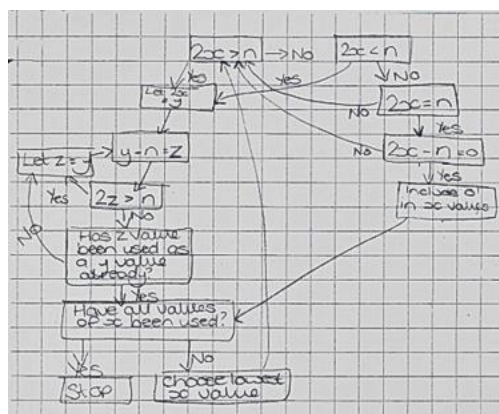 2x>n → No 2x<n
Yes Yes No
Let 2x
= y
2x=n
No Yes
Let z=y y-n=z No 2x-n=0
Yes
Yes 2z>n Include 0
in x values
No No
Has z value
been used as
a y value
already?
Yes
Have all values
of x been used?
Yes No
Stop Choose lowest
x value